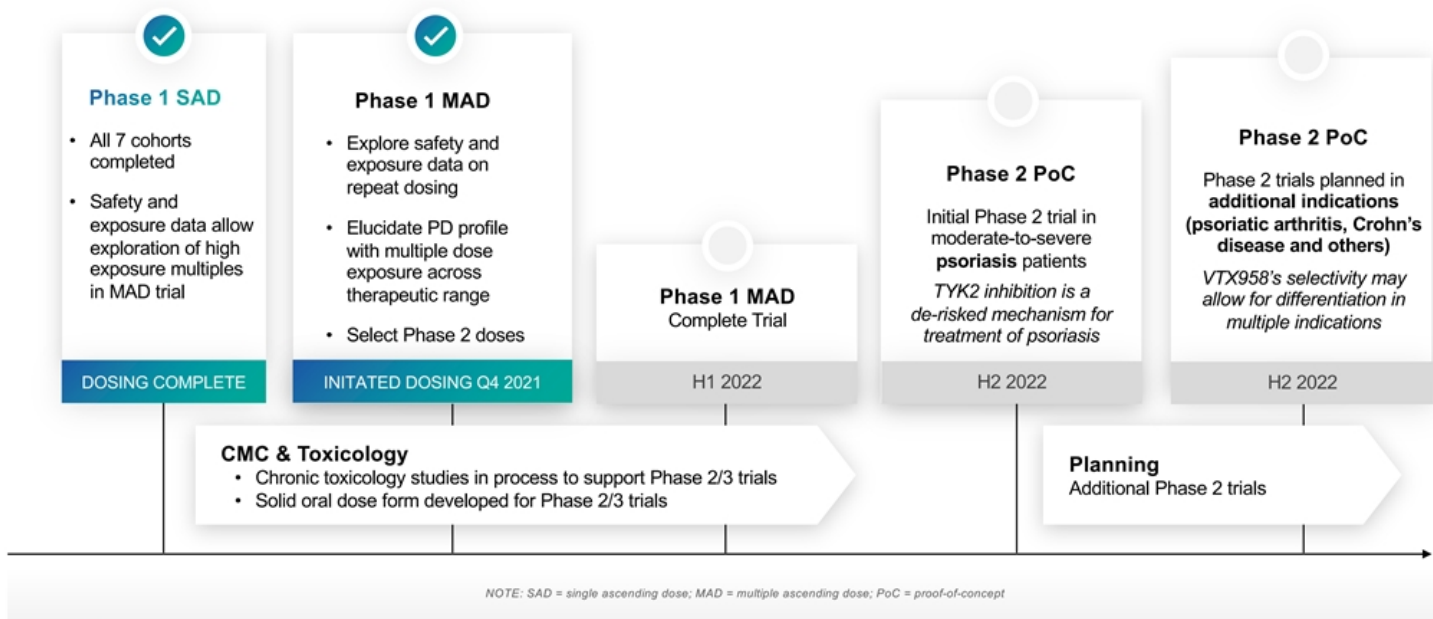 Phase 1 SAD
• All 7 cohorts
completed
• Safety and
exposure data allow
exploration of high
exposure multiples
in MAD trial
DOSING COMPLETE
Phase 1 MAD
• Explore safety and
exposure data on
repeat dosing
• Elucidate PD profile
with multiple dose
exposure across
therapeutic range
• Select Phase 2 doses
INITATED DOSING Q4 2021
Phase 1 MAD
Complete Trial
H1 2022
Phase 2 PoC
Initial Phase 2 trial in
moderate-to-severe
psoriasis patients
TYK2 inhibition is a
de-risked mechanism for
treatment of psoriasis
H2 2022
Phase 2 PoC
Phase 2 trials planned in
additional indications
(psoriatic arthritis, Crohn's
disease and others)
VTX958's selectivity may
allow for differentiation in
multiple indications
H2 2022
CMC & Toxicology
• Chronic toxicology studies in process to support Phase 2/3 trials
• Solid oral dose form developed for Phase 2/3 trials
Planning
Additional Phase 2 trials
NOTE: SAD = single ascending dose; MAD = multiple ascending dose; PoC = proof-of-concept